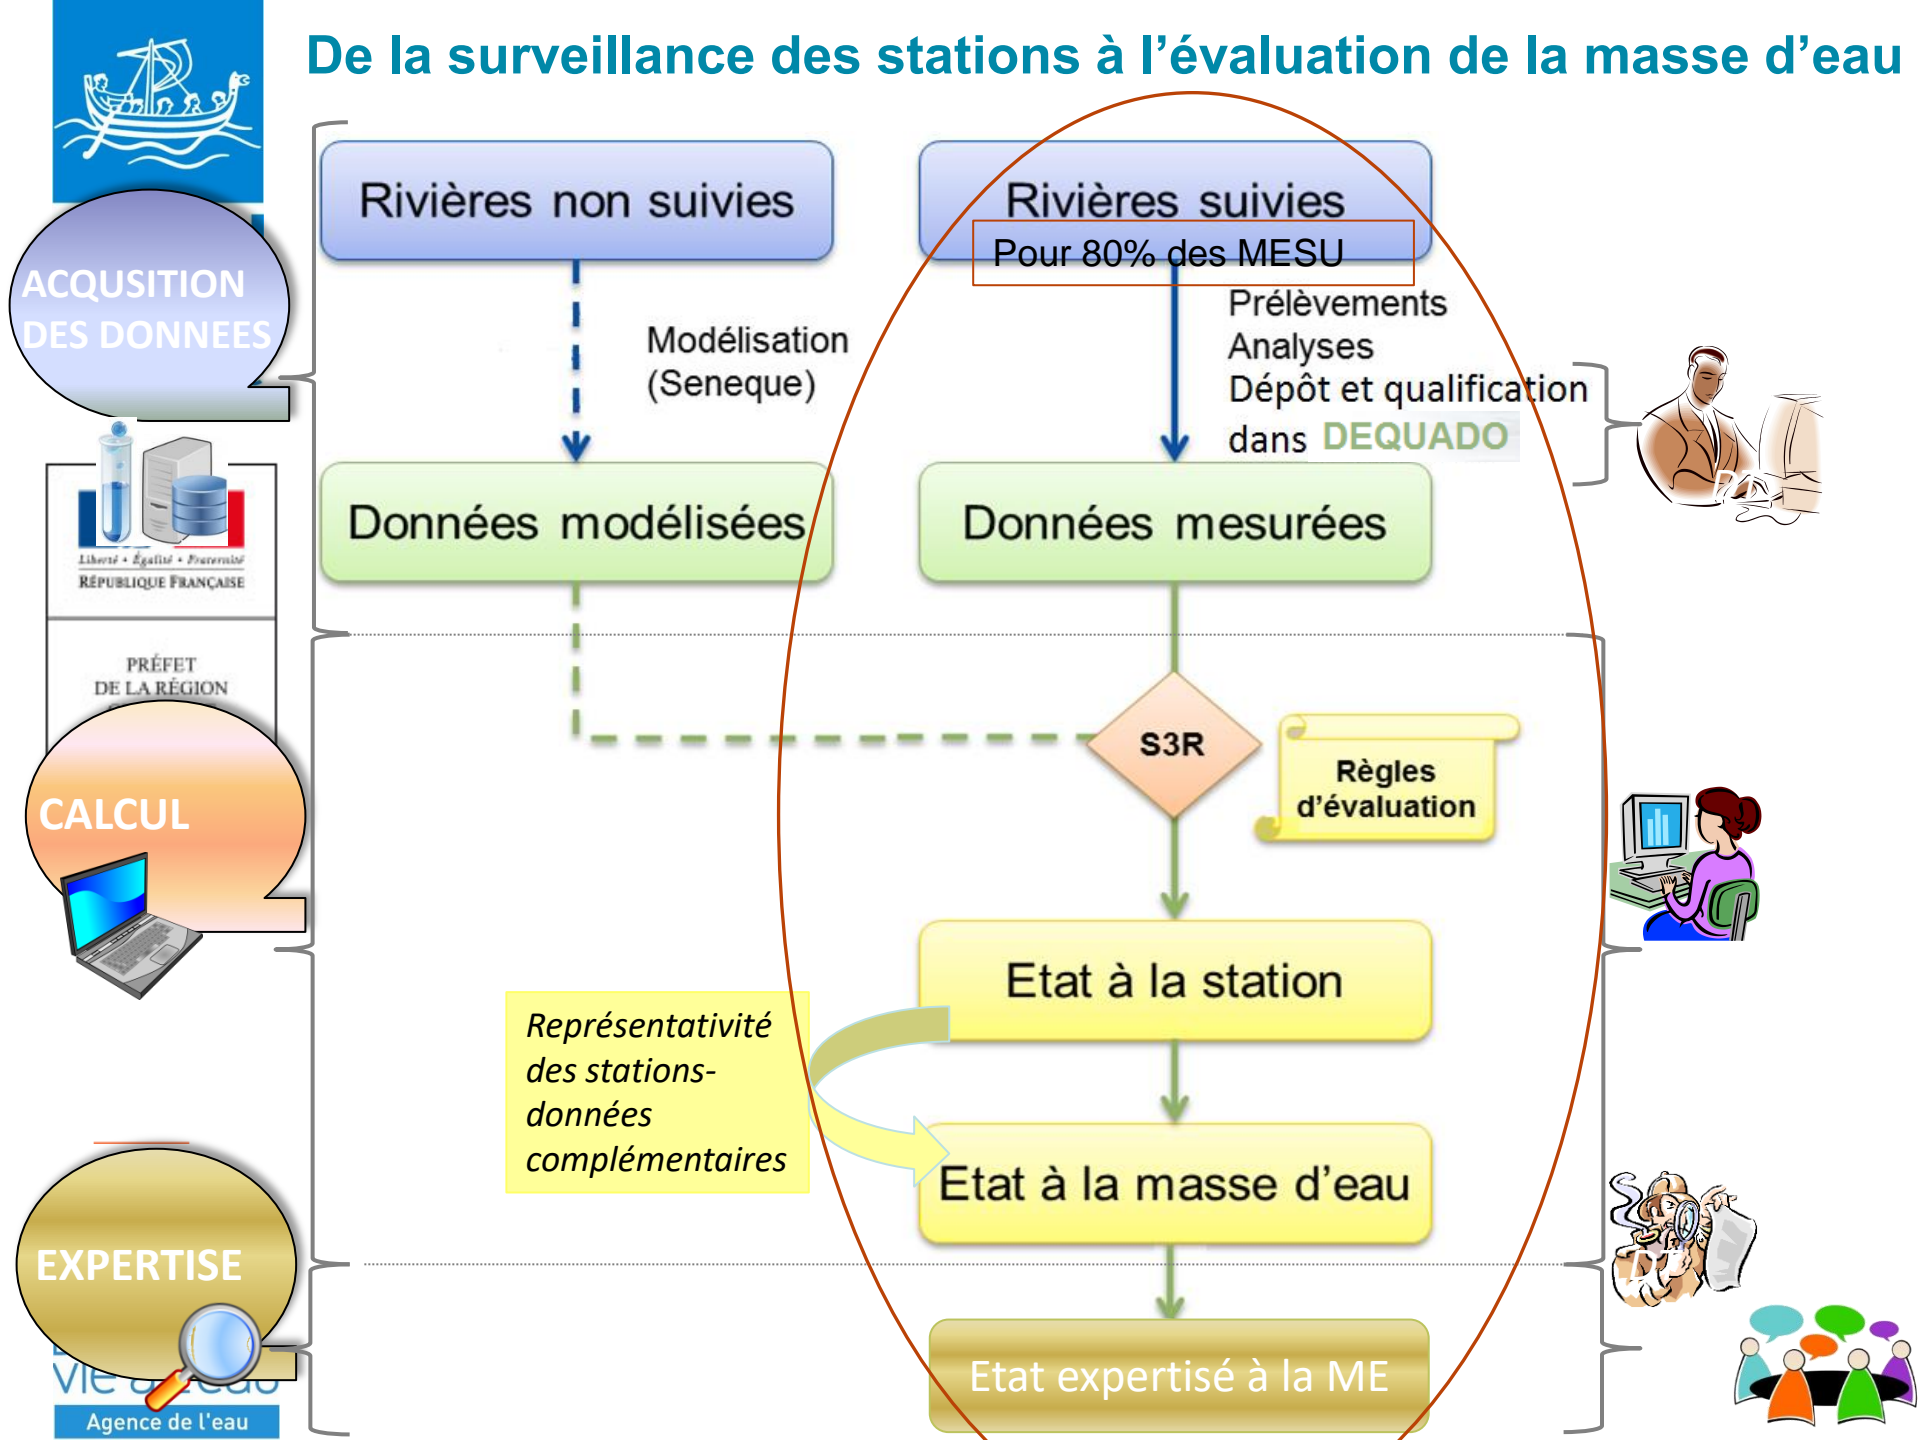 De la surveillance des stations à l’évaluation de la masse d’eau
Rivières non suivies
Rivières suivies
Pour 80% des MESU
ACQUSITION
DES DONNEES
Modélisation
(Seneque)
Prélèvements
Analyses
Dépôt et qualification
dans DEQUADO
Données modélisées
Données mesurées
Liberté • Égalité • Fraternité
RÉPUBLIQUE FRANÇAISE
PRÉFET
DE LA RÉGION
S3R
Règles
d’évaluation
CALCUL
Etat à la station
Représentativité
des stations-
données
complémentaires
Etat à la masse d’eau
EXPERTISE
Etat expertisé à la ME
Agence de l'eau